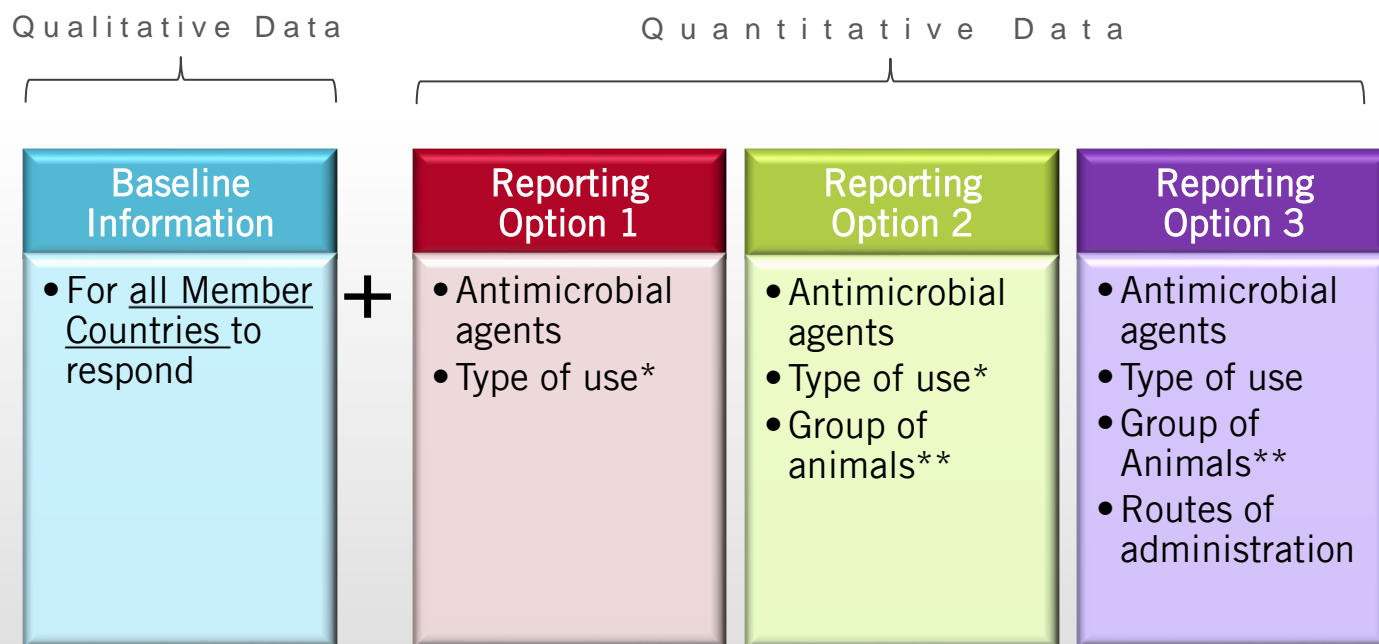 Qualitative Data
Quantitative Data
Baseline
Information
• For all Member
Countries to
respond
+
Reporting
Option 1
• Antimicrobial
agents
• Type of use*
Reporting
Option 2
• Antimicrobial
agents
• Type of use*
• Group of
animals**
Reporting
Option 3
• Antimicrobial
agents
• Type of use
• Group of
Animals**
• Routes of
administration